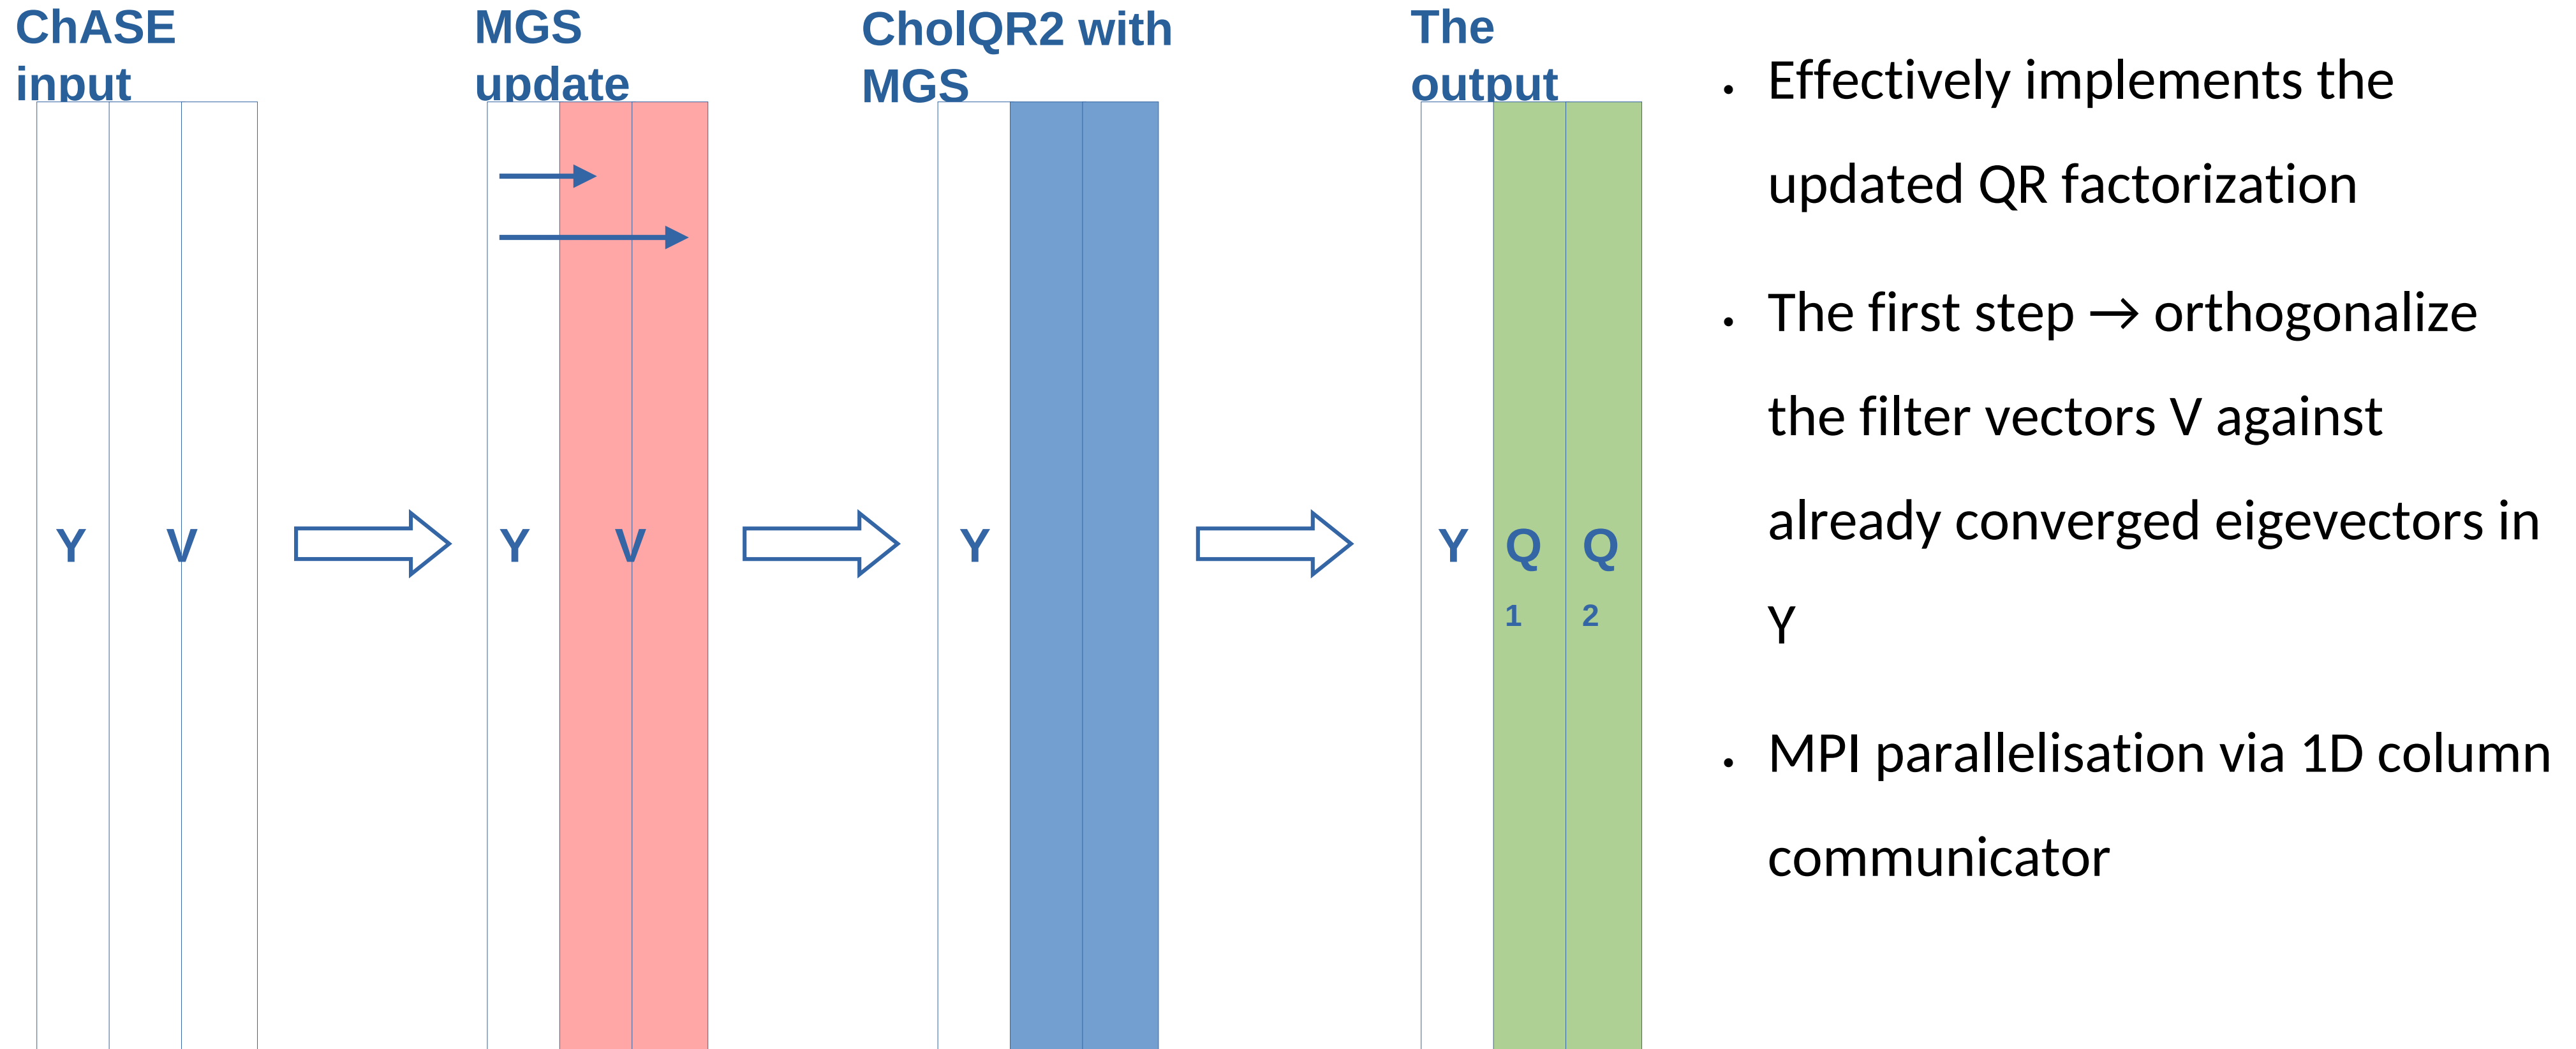 ChASE
input
MGS
update
CholQR2 with
MGS
The
output
Y V
Y V
Y
Y Q Q
1 2
• Effectively implements the
updated QR factorization
• The first step → orthogonalize
the filter vectors V against
already converged eigevectors in
Y
• MPI parallelisation via 1D column
communicator